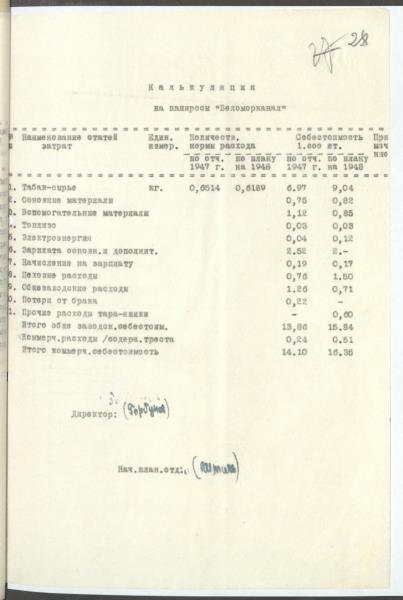 28
Калькуляция
на папиросы "Беломорканал"
Наименование статей затрат Един. измер. Количеств. нормы расхода Себестоимость 1.000 шт.
по отч. 1947 г. по плану на 1948 по отч. 1947 г. по плану на 1948
1. Табак-сырье кг. 0,6514 0,6189 6.97 9,04
2. Основные материалы 0,75 0,82
3. Вспомогательные материалы 1,12 0,85
4. Топливо 0,03 0,03
5. Электроэнергия 0,04 0,12
6. Зарплата основн.и дополнит. 2.52 2.-
7. Начисление на зарплату 0,19 0,17
8. Цеховые расходы 0,76 1.50
9. Общезаводские расходы 1.26 0,71
0. Потери от брака 0,22 -
1. Прочие расходы тара-ящики - 0,60
Итого обще заводск.себестоим. 13,86 15.84
Коммерч.расходы /содерж.треста 0,24 0.51
Итого коммерч.себестоимость 14.10 16.35
Директор:
Нач.план.отд: